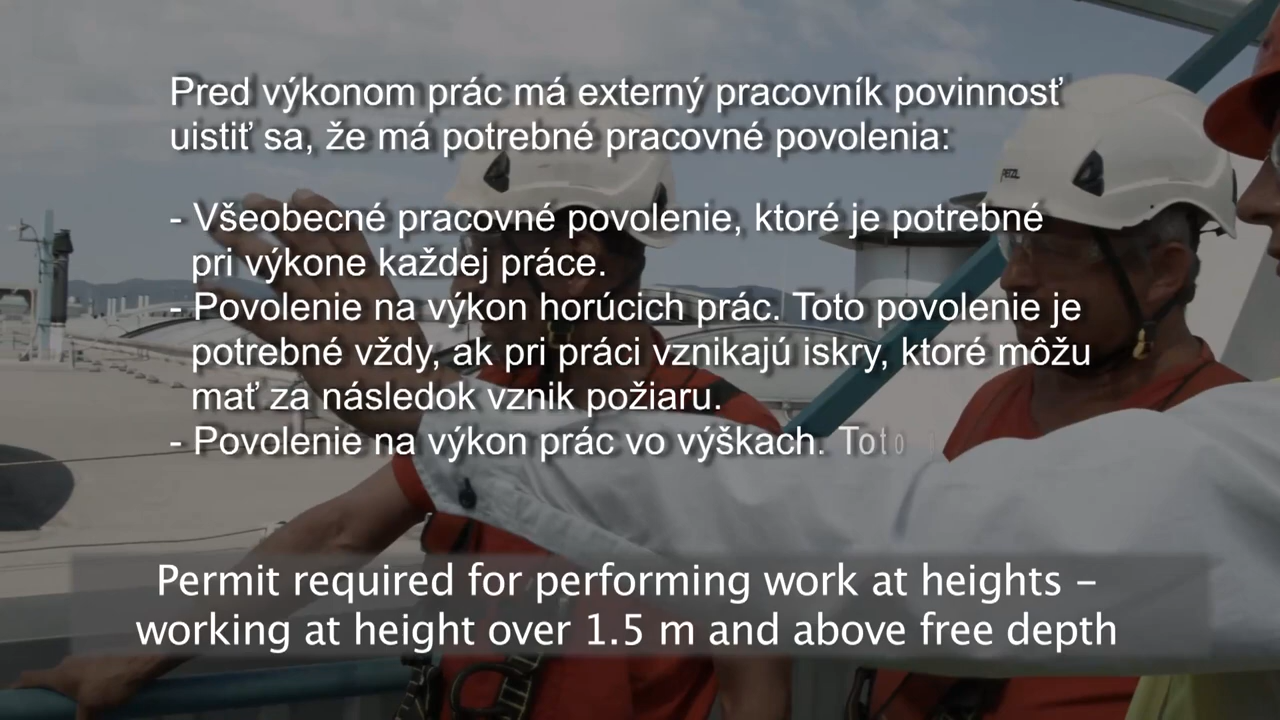 Pred výkonom prác má externý pracovník povinnosť
uistiť sa, že má potrebné pracovné povolenia:
- Všeobecné pracovné povolenie, ktoré je potrebné
pri výkone každej práce.
- Povolenie na výkon horúcich prác. Toto povolenie je
potrebné vždy, ak pri práci vznikajú iskry, ktoré môžu
mať za následok vznik požiaru.
- Povolenie na výkon prác vo výškach. Toto
PETZL
Permit required for performing work at heights –
working at height over 1.5 m and above free depth